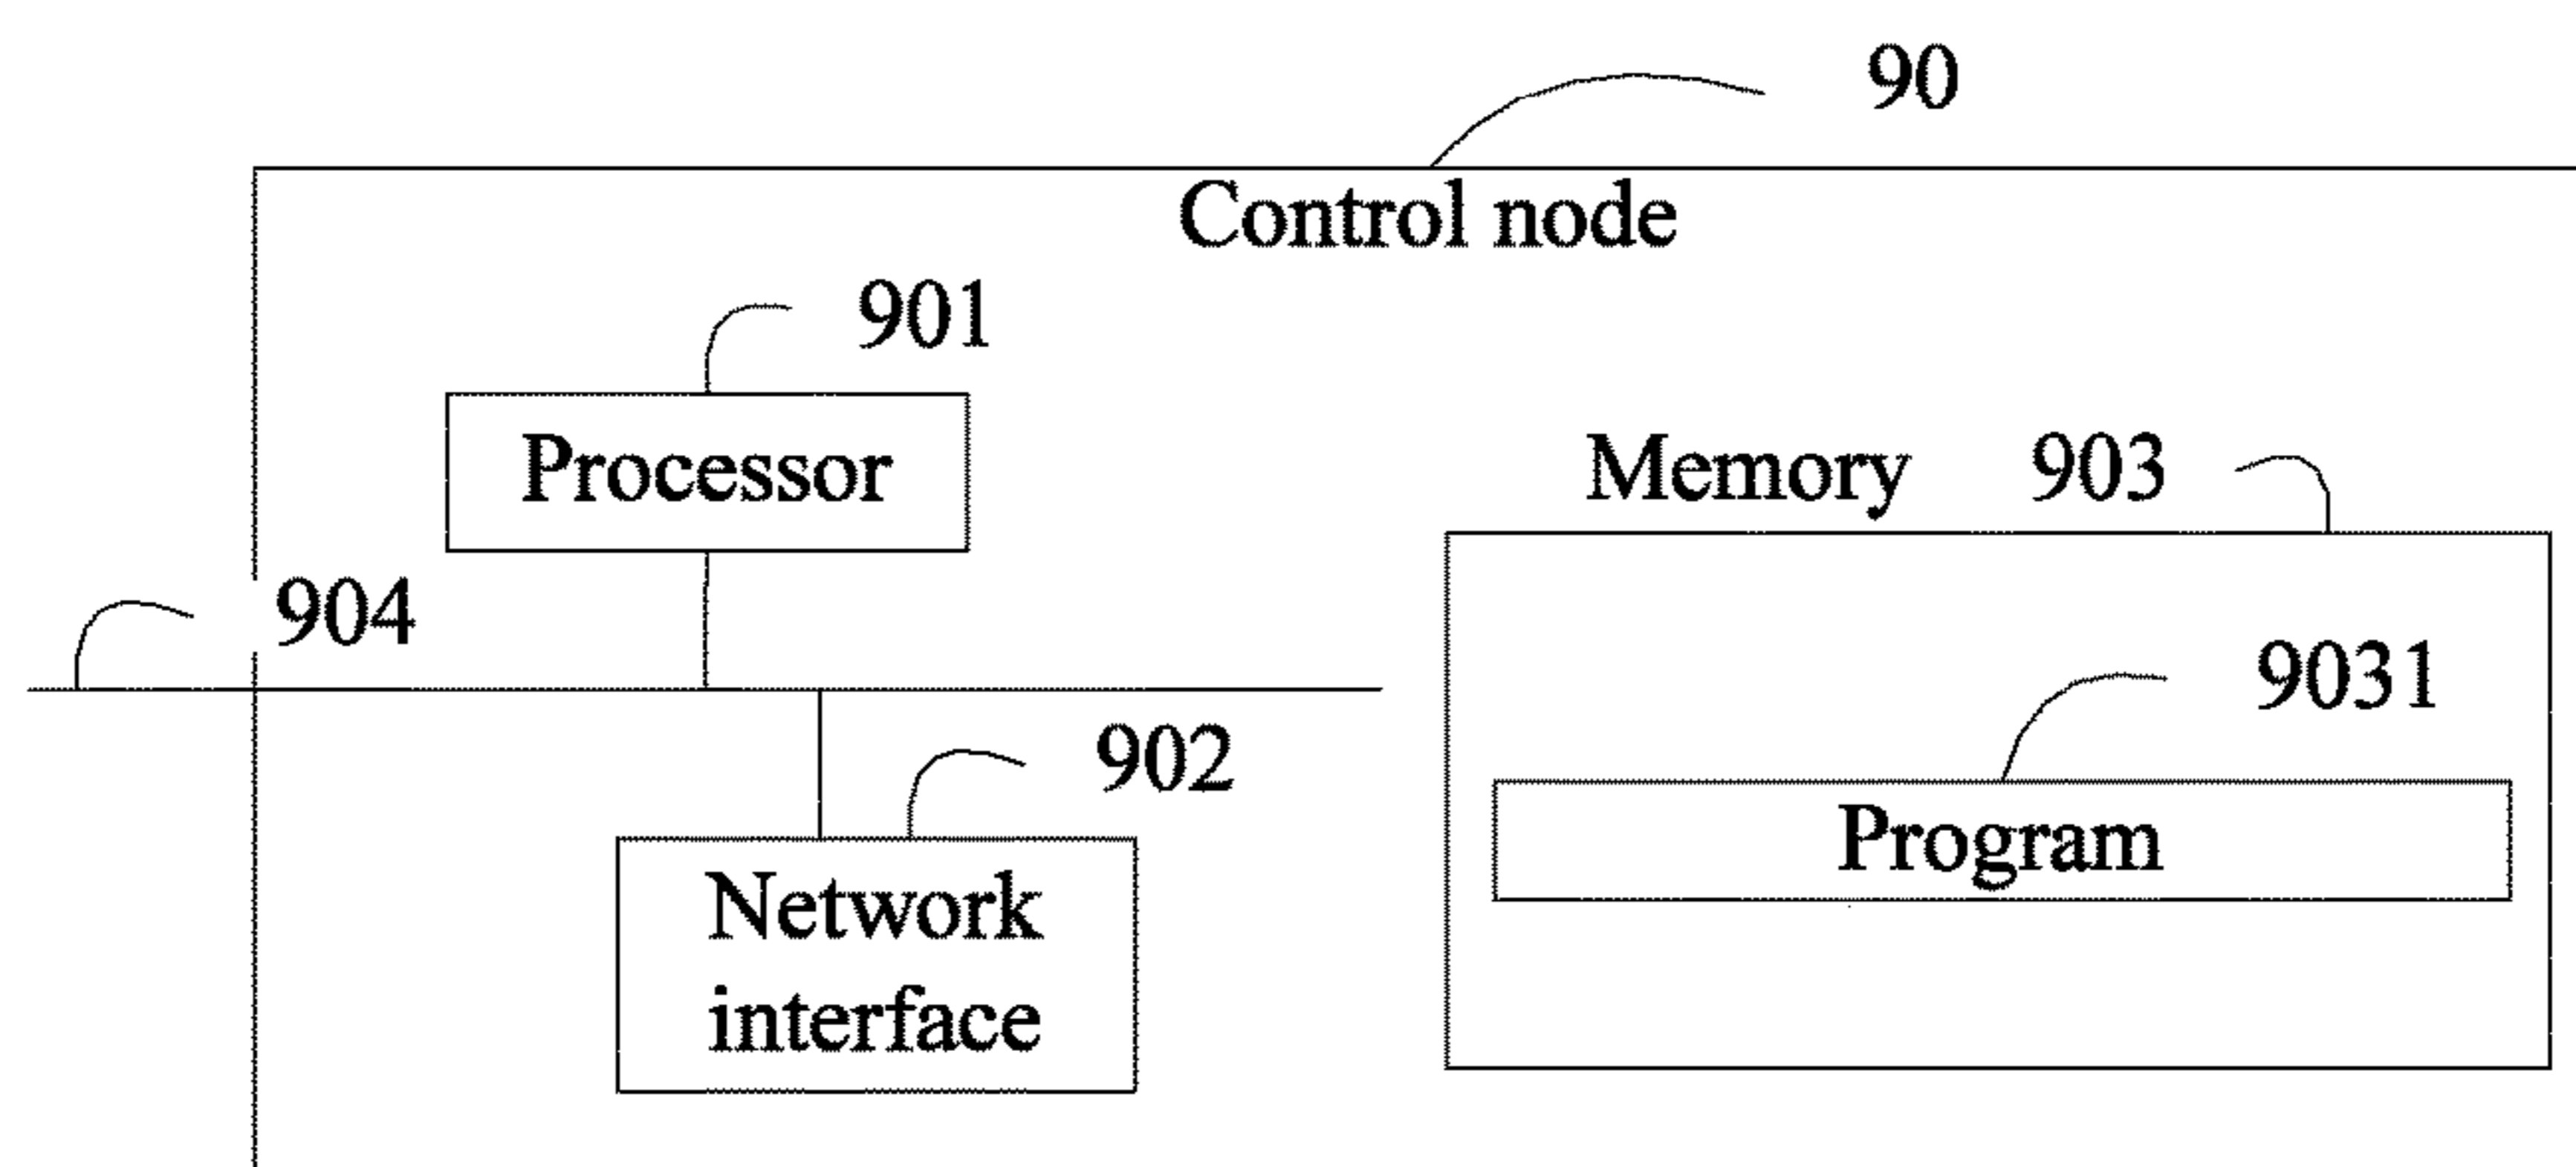 90
Control node
901
Processor
Memory 903
904
9031
902
Program
Network
interface